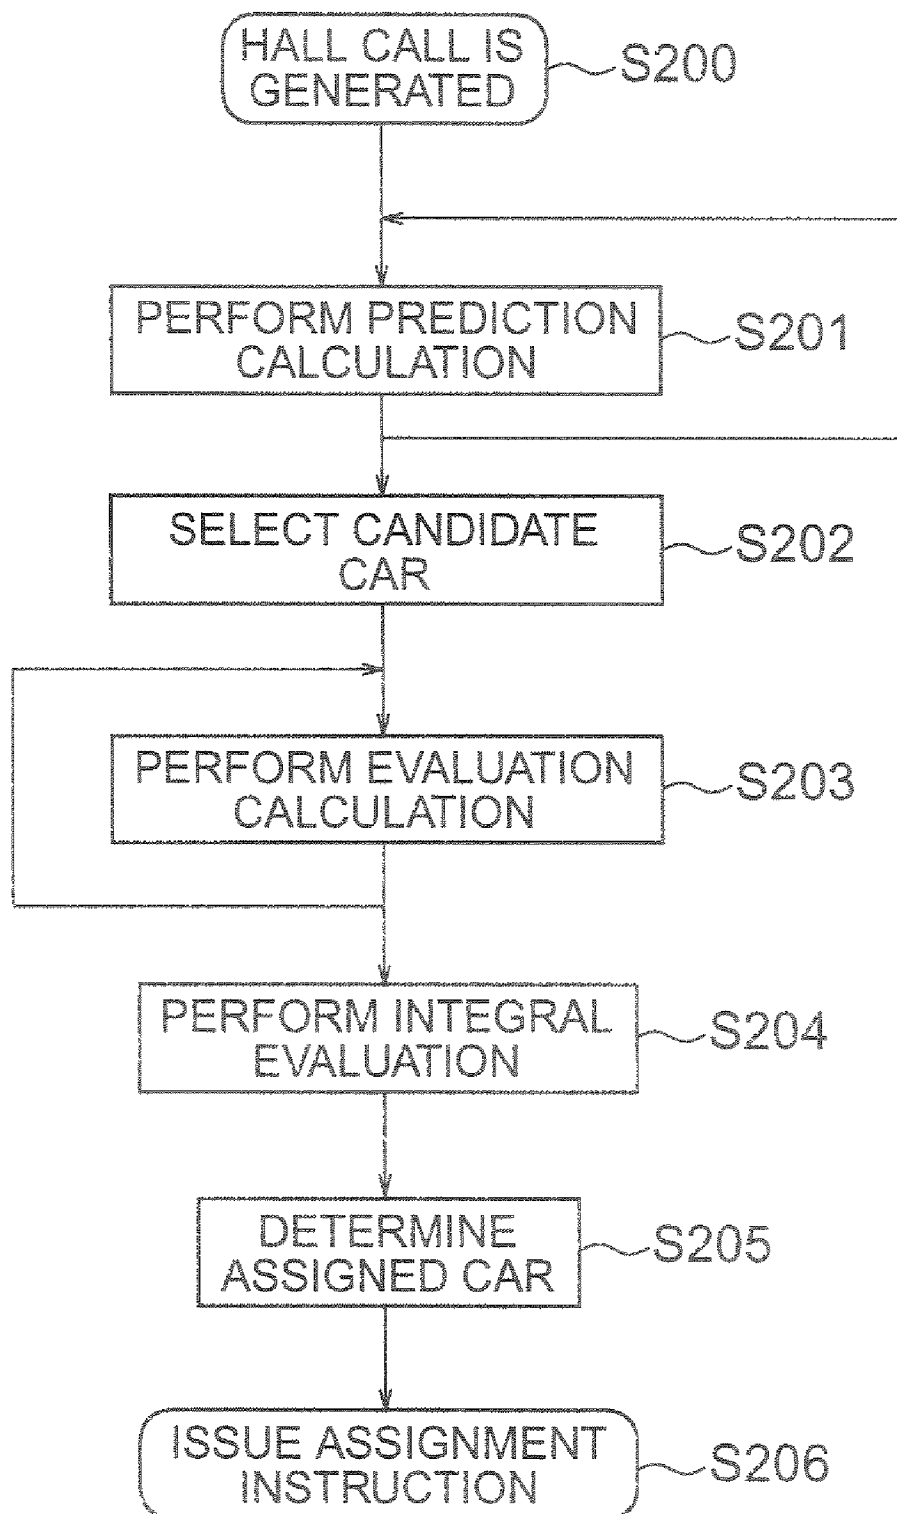 HALL CALL IS
GENERATED
S200
PERFORM PREDICTION
CALCULATION
S201
SELECT CANDIDATE
CAR
S202
PERFORM EVALUATION
CALCULATION
S203
PERFORM INTEGRAL
EVALUATION
S204
DETERMINE
ASSIGNED CAR
S205
ISSUE ASSIGNMENT
INSTRUCTION
S206